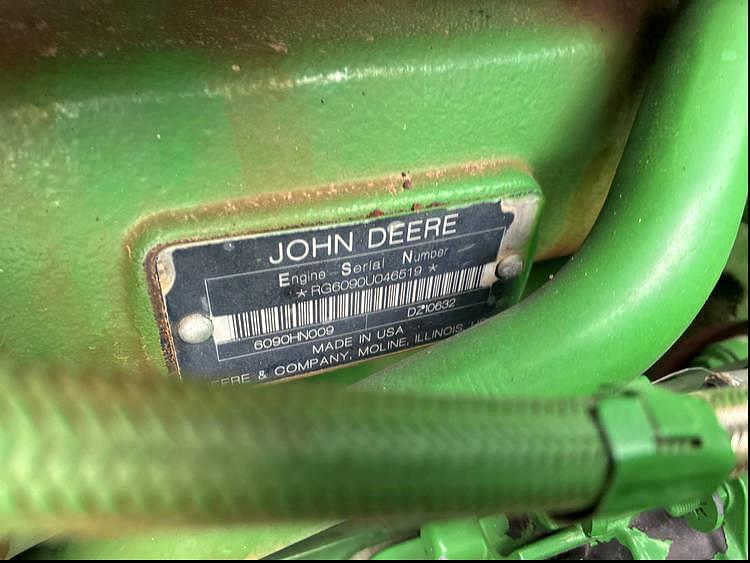 JOHN DEERE
Engine Serial Number
*RG6090U046519*
6090HN009 DZ10632
MADE IN USA
DEERE & COMPANY, MOLINE, ILLINOIS,